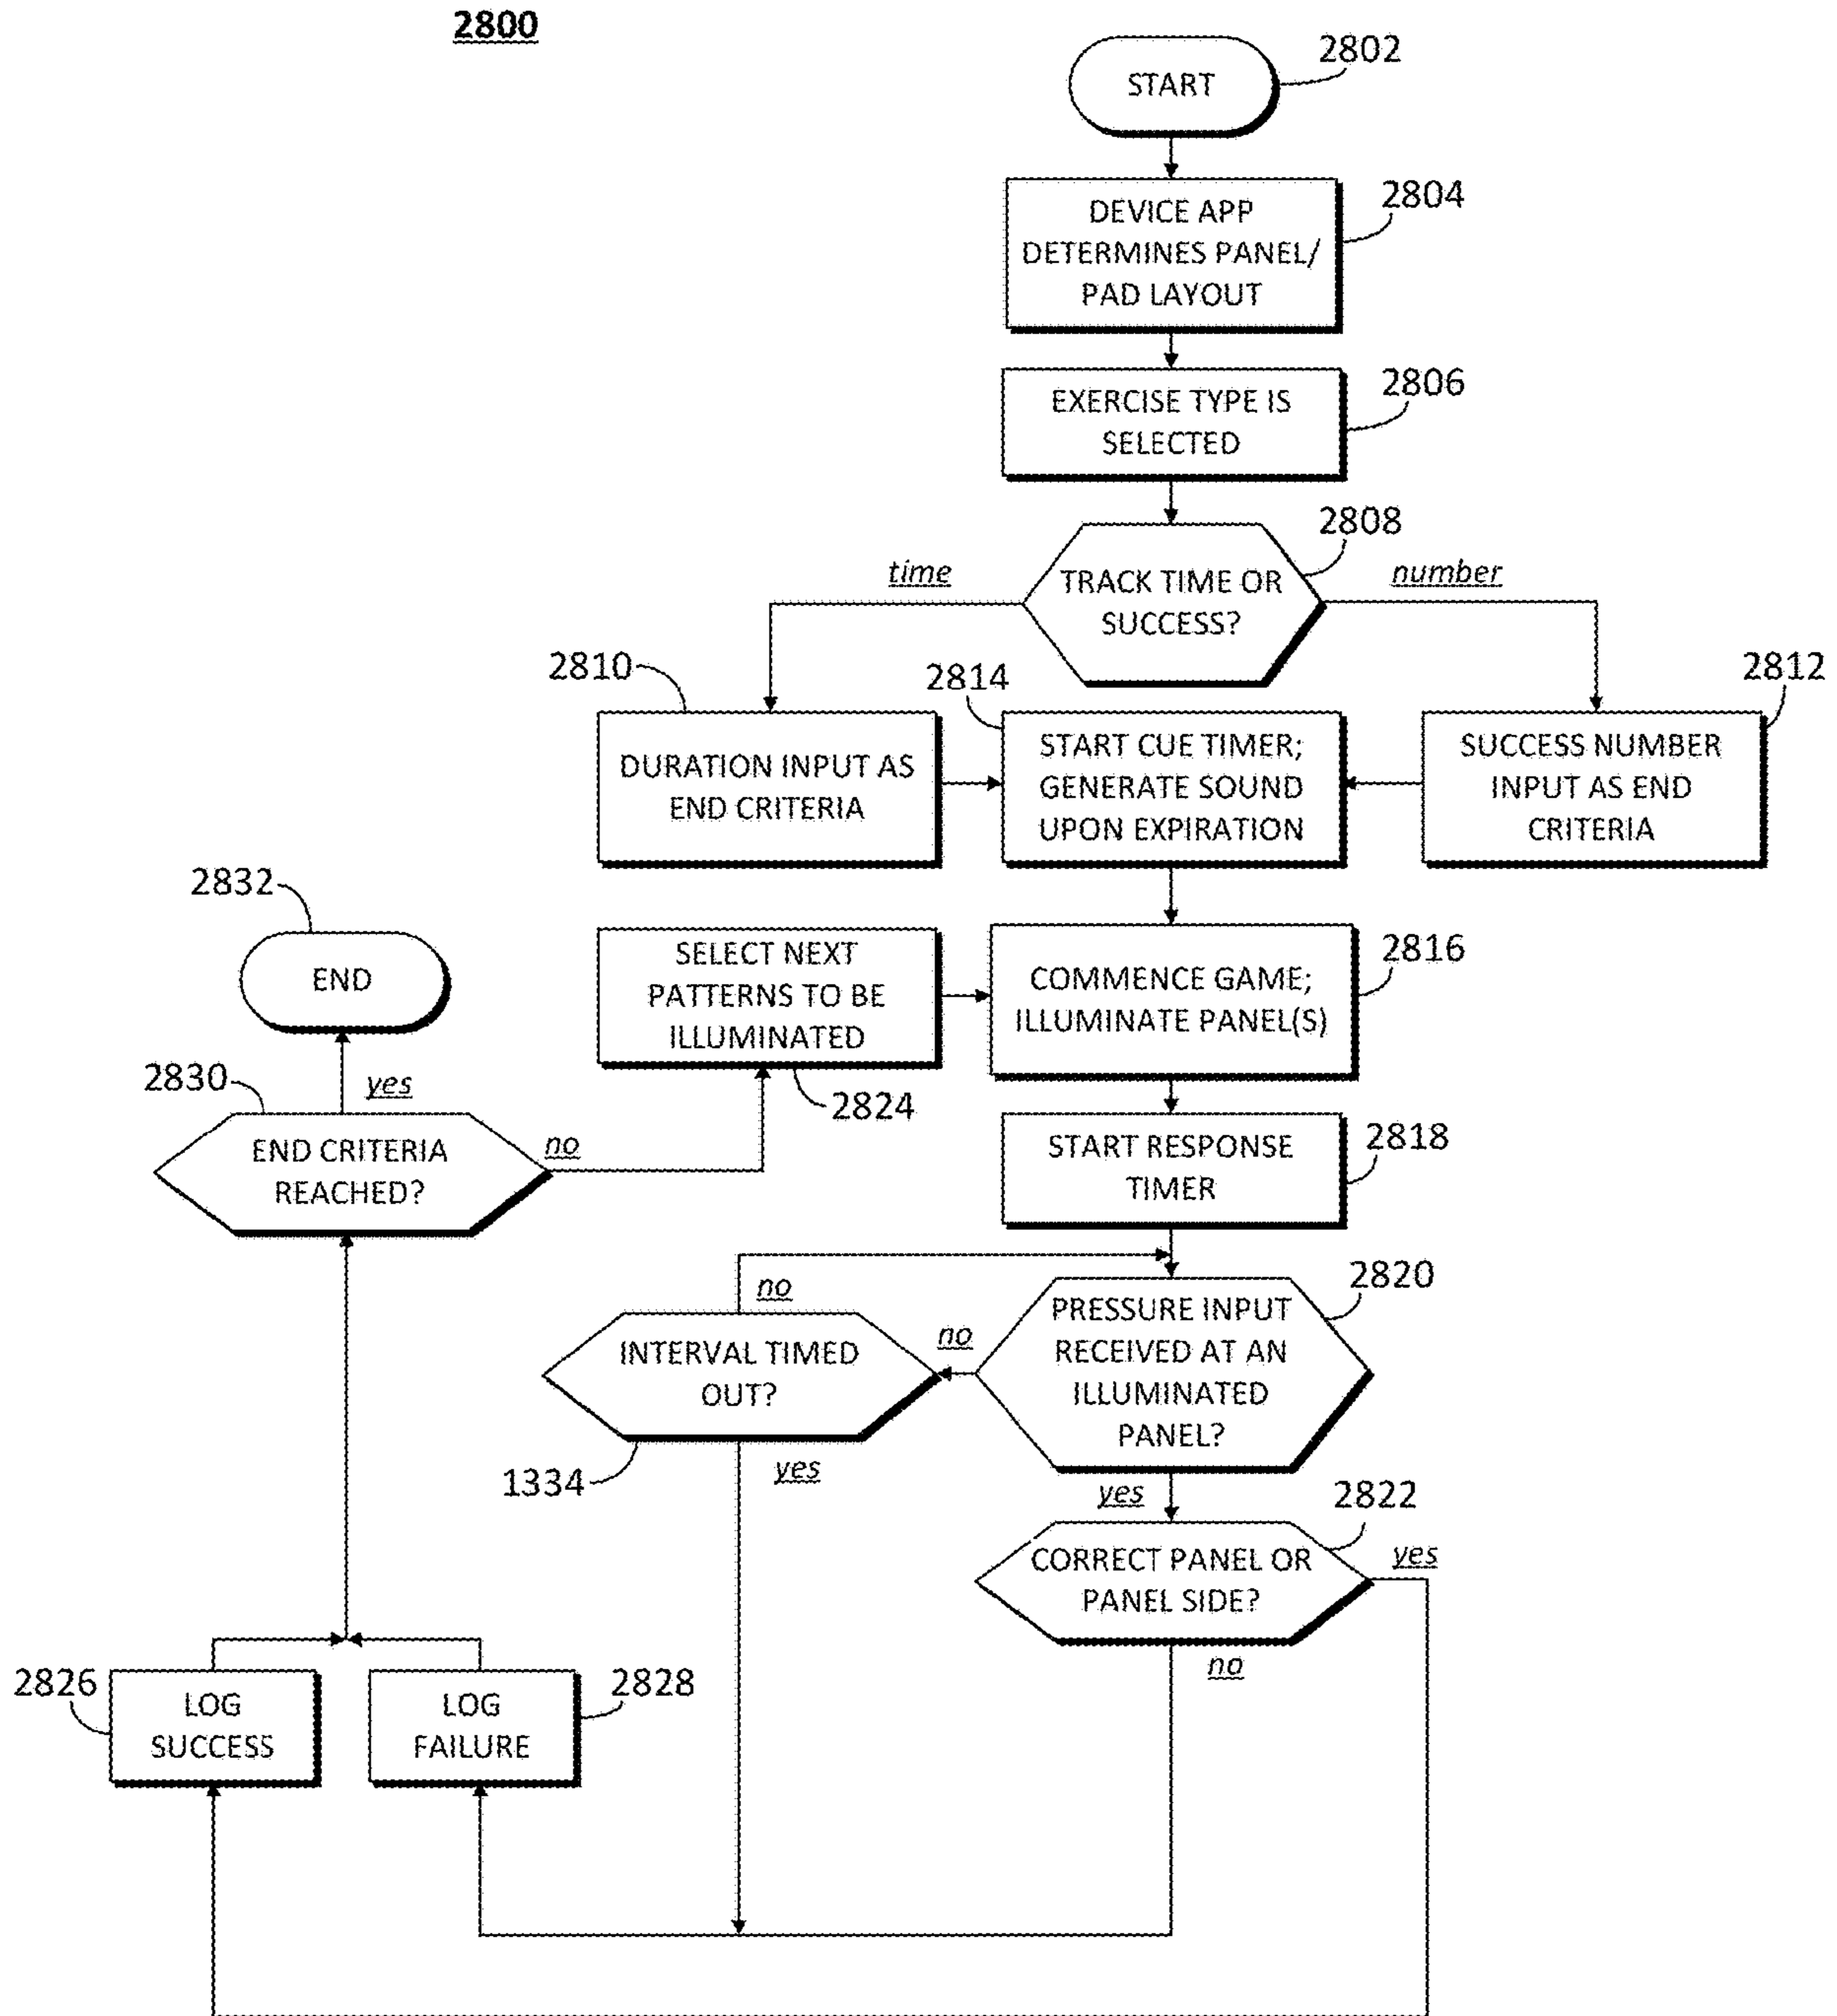 2800
START
2802
DEVICE APP
DETERMINES PANEL/
PAD LAYOUT
2804
EXERCISE TYPE IS
SELECTED
2806
TRACK TIME OR
SUCCESS?
2808
time
number
2810
DURATION INPUT AS
END CRITERIA
2814
START CUE TIMER;
GENERATE SOUND
UPON EXPIRATION
2812
SUCCESS NUMBER
INPUT AS END
CRITERIA
2832
END
SELECT NEXT
PATTERNS TO BE
ILLUMINATED
2824
COMMENCE GAME;
ILLUMINATE PANEL(S)
2816
2830
yes
END CRITERIA
REACHED?
no
START RESPONSE
TIMER
2818
no
INTERVAL TIMED
OUT?
1334
yes
no
PRESSURE INPUT
RECEIVED AT AN
ILLUMINATED
PANEL?
2820
yes
CORRECT PANEL OR
PANEL SIDE?
2822
yes
no
2826
LOG
SUCCESS
LOG
FAILURE
2828